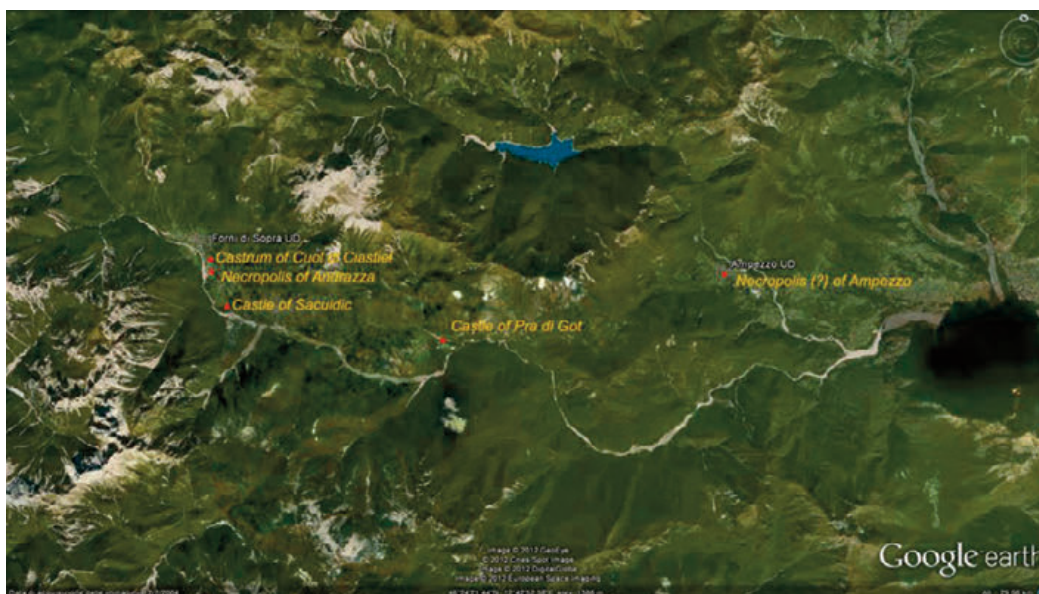 Forni di Sopra UD
Castrum of Cuol di Ciastiel
Necropolis of Andrazza
Castle of Sacuidic
Castle of Pra di Got
Ampezzo UD
Necropolis (?) of Ampezzo
Image © 2012 GeoEye
© 2012 Cnes/Spot Image
Image © 2012 DigitalGlobe
Image © 2012 European Space Imaging
Google earth